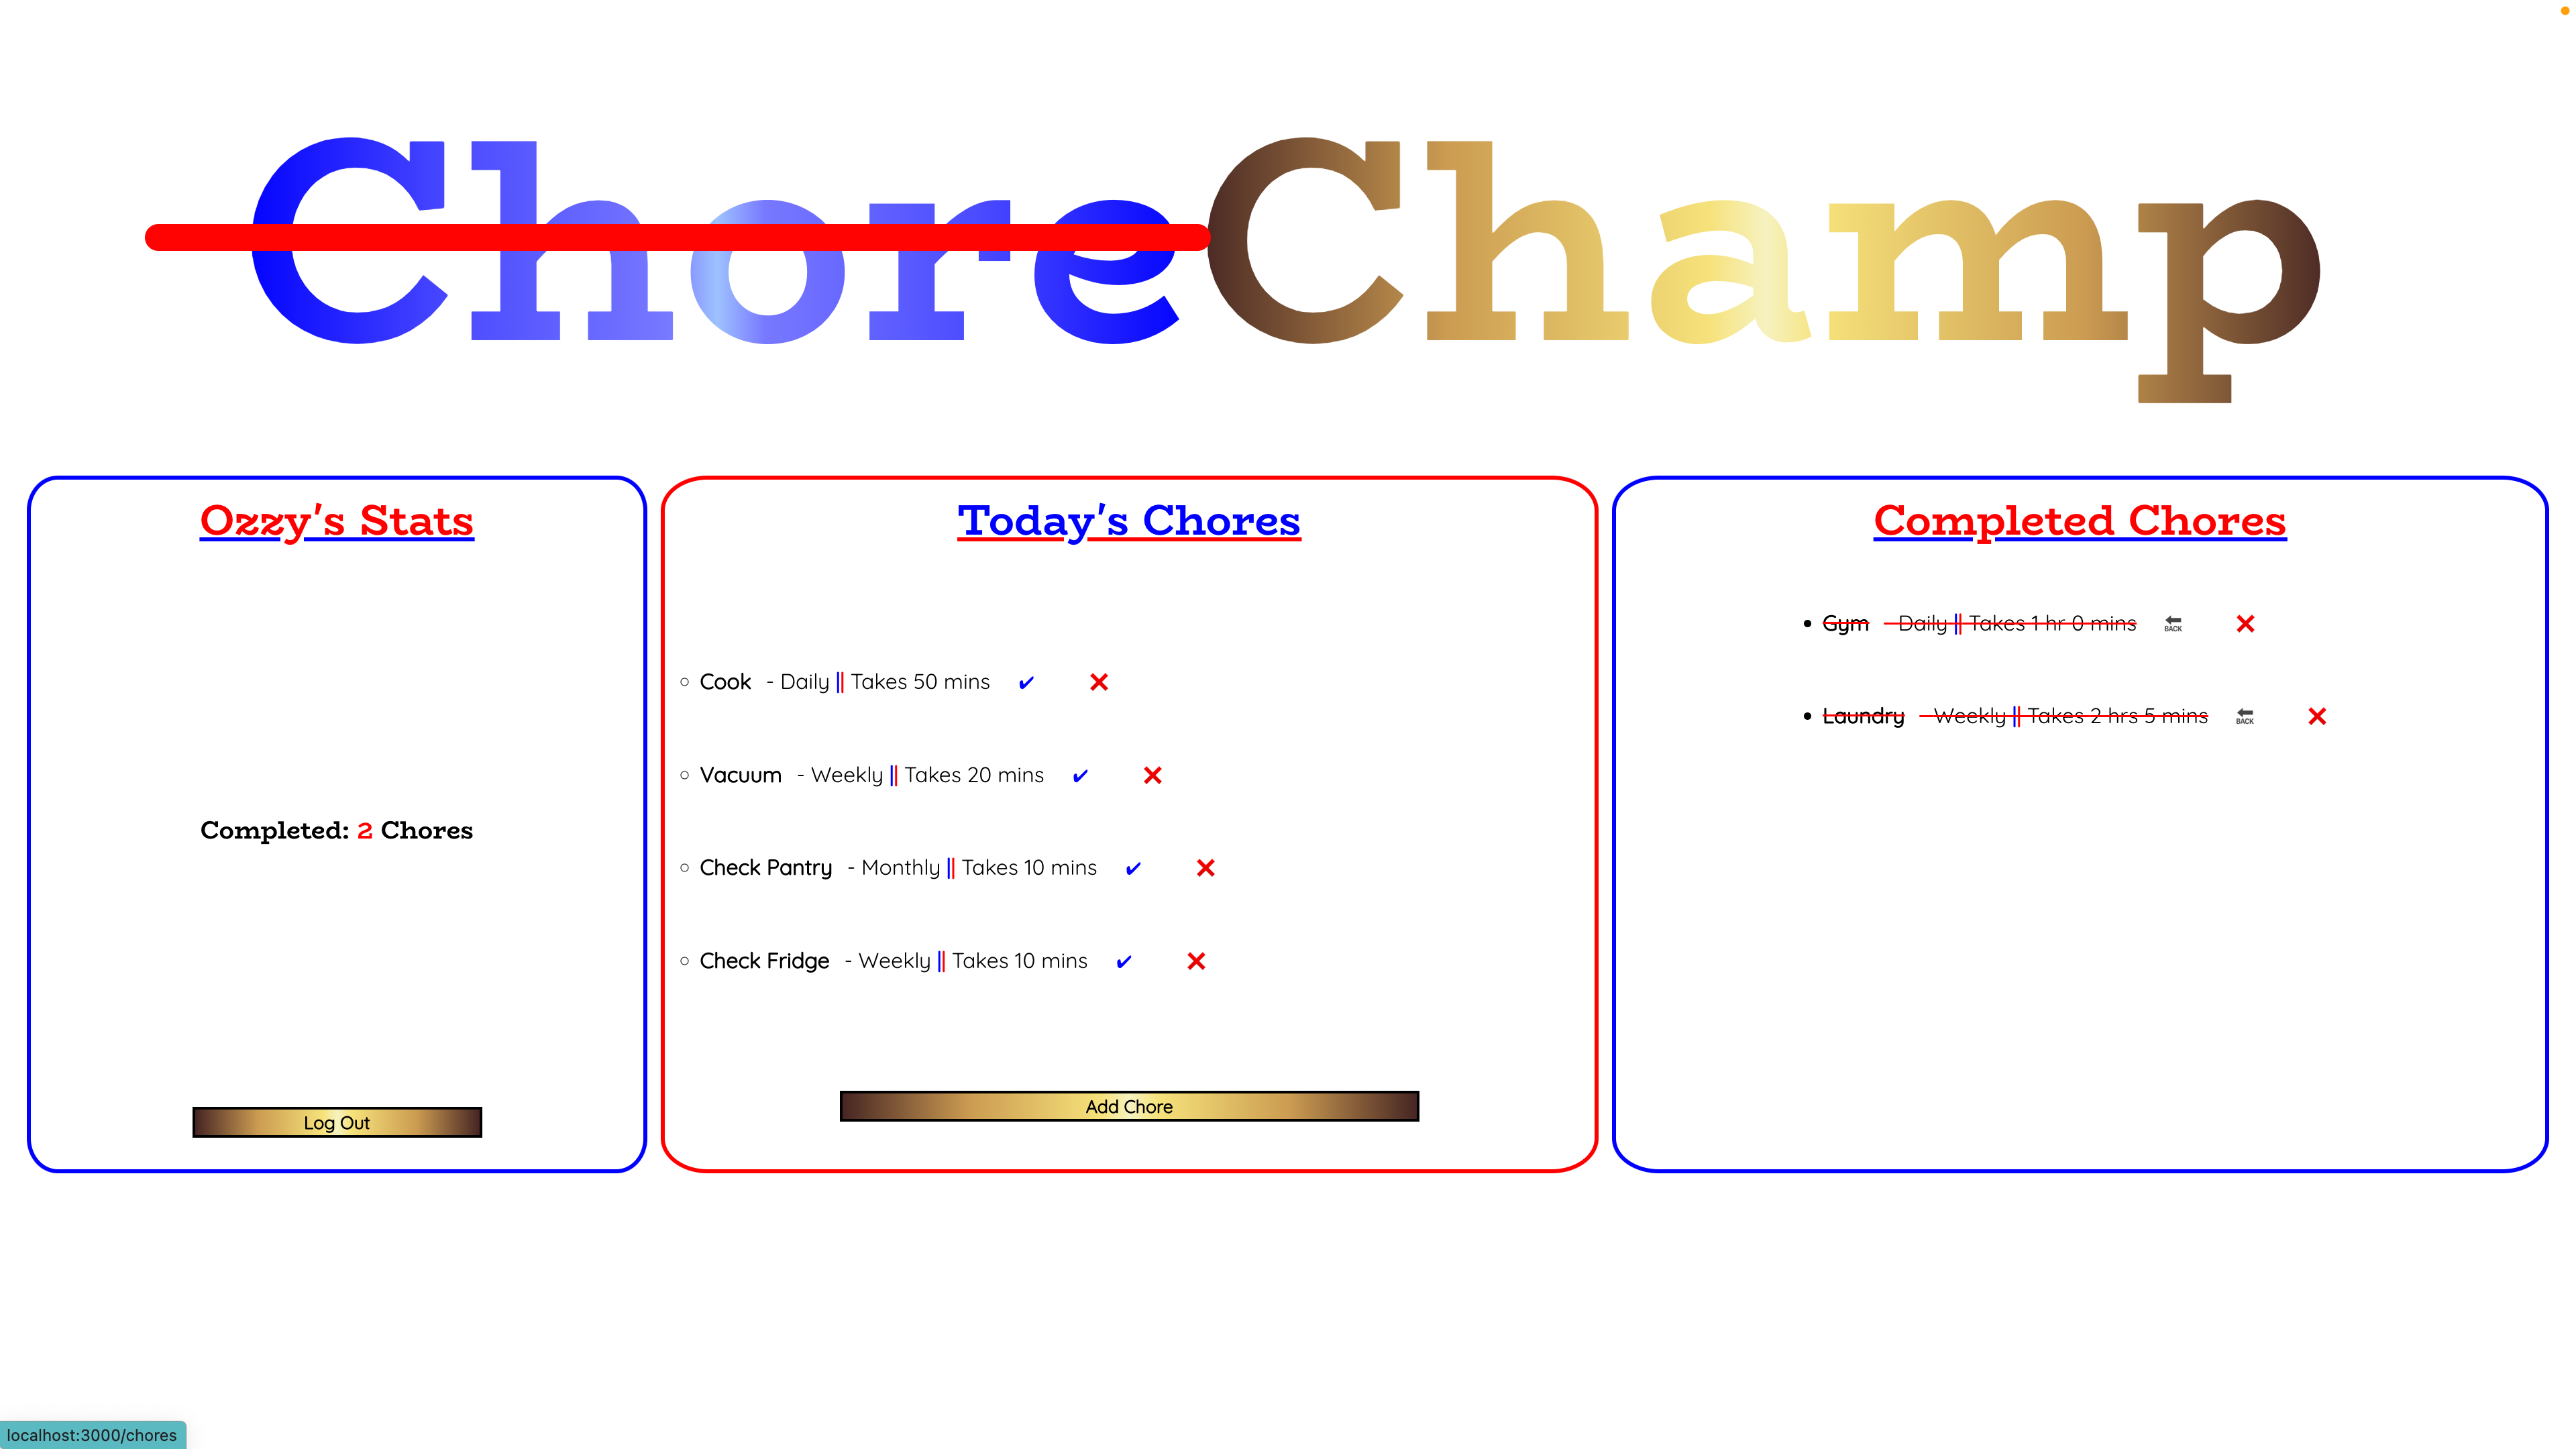 ChoreChamp
Ozzy's Stats
Completed: 2 Chores
Log Out
Today's Chores
Cook - Daily || Takes 50 mins ✔ ❌
Vacuum - Weekly || Takes 20 mins ✔ ❌
Check Pantry - Monthly || Takes 10 mins ✔ ❌
Check Fridge - Weekly || Takes 10 mins ✔ ❌
Add Chore
Completed Chores
Gym - Daily || Takes 1 hr 0 mins BACK ❌
Laundry - Weekly || Takes 2 hrs 5 mins BACK ❌
localhost:3000/chores